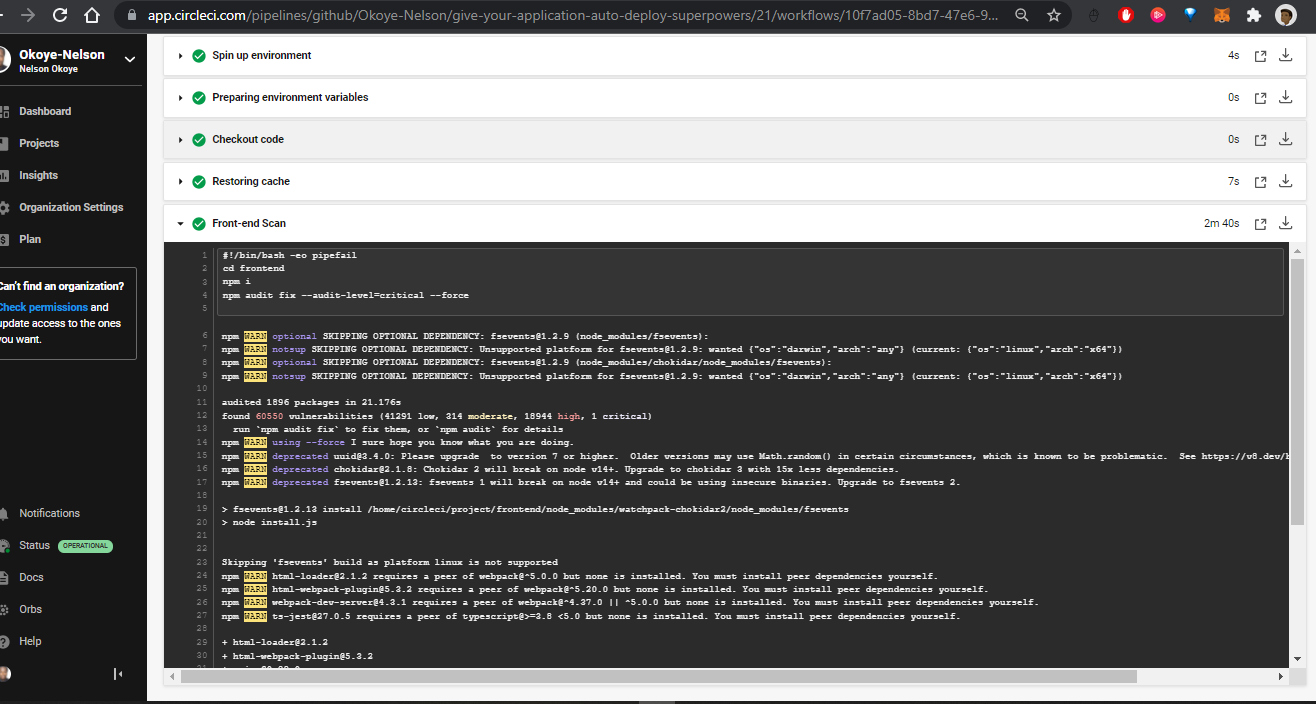 app.circleci.com/pipelines/github/Okoye-Nelson/give-your-application-auto-deploy-superpowers/21/workflows/10f7ad05-8bd7-47e6-9...
Okoye-Nelson
Nelson Okoye
Dashboard
Projects
Insights
Organization Settings
Plan
Can't find an organization?
Check permissions and
update access to the ones
you want.
Notifications
Status OPERATIONAL
Docs
Orbs
Help
Spin up environment 4s
Preparing environment variables 0s
Checkout code 0s
Restoring cache 7s
Front-end Scan 2m 40s
1 #!/bin/bash -eo pipefail
2 cd frontend
3 npm i
4 npm audit fix --audit-level=critical --force
5
6 npm WARN optional SKIPPING OPTIONAL DEPENDENCY: fsevents@1.2.9 (node_modules/fsevents):
7 npm WARN notsup SKIPPING OPTIONAL DEPENDENCY: Unsupported platform for fsevents@1.2.9: wanted {"os":"darwin","arch":"any"} (current: {"os":"linux","arch":"x64"})
8 npm WARN optional SKIPPING OPTIONAL DEPENDENCY: fsevents@1.2.9 (node_modules/chokidar/node_modules/fsevents):
9 npm WARN notsup SKIPPING OPTIONAL DEPENDENCY: Unsupported platform for fsevents@1.2.9: wanted {"os":"darwin","arch":"any"} (current: {"os":"linux","arch":"x64"})
10
11 audited 1896 packages in 21.176s
12 found 60550 vulnerabilities (41291 low, 314 moderate, 18944 high, 1 critical)
13 run `npm audit fix` to fix them, or `npm audit` for details
14 npm WARN using --force I sure hope you know what you are doing.
15 npm WARN deprecated uuid@3.4.0: Please upgrade  to version 7 or higher.  Older versions may use Math.random() in certain circumstances, which is known to be problematic.  See https://v8.dev/b
16 npm WARN deprecated chokidar@2.1.8: Chokidar 2 will break on node v14+. Upgrade to chokidar 3 with 15x less dependencies.
17 npm WARN deprecated fsevents@1.2.13: fsevents 1 will break on node v14+ and could be using insecure binaries. Upgrade to fsevents 2.
18
19 > fsevents@1.2.13 install /home/circleci/project/frontend/node_modules/watchpack-chokidar2/node_modules/fsevents
20 > node install.js
21
22
23 Skipping 'fsevents' build as platform linux is not supported
24 npm WARN html-loader@2.1.2 requires a peer of webpack@^5.0.0 but none is installed. You must install peer dependencies yourself.
25 npm WARN html-webpack-plugin@5.3.2 requires a peer of webpack@^5.20.0 but none is installed. You must install peer dependencies yourself.
26 npm WARN webpack-dev-server@4.3.1 requires a peer of webpack@^4.37.0 || ^5.0.0 but none is installed. You must install peer dependencies yourself.
27 npm WARN ts-jest@27.0.5 requires a peer of typescript@>=3.8 <5.0 but none is installed. You must install peer dependencies yourself.
28
29 + html-loader@2.1.2
30 + html-webpack-plugin@5.3.2